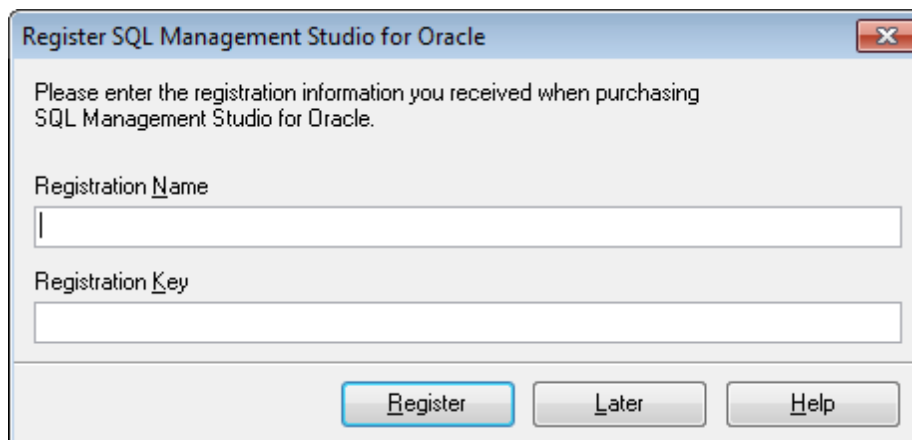 Register SQL Management Studio for Oracle
Please enter the registration information you received when purchasing
SQL Management Studio for Oracle.
Registration Name
Registration Key
Register Later Help